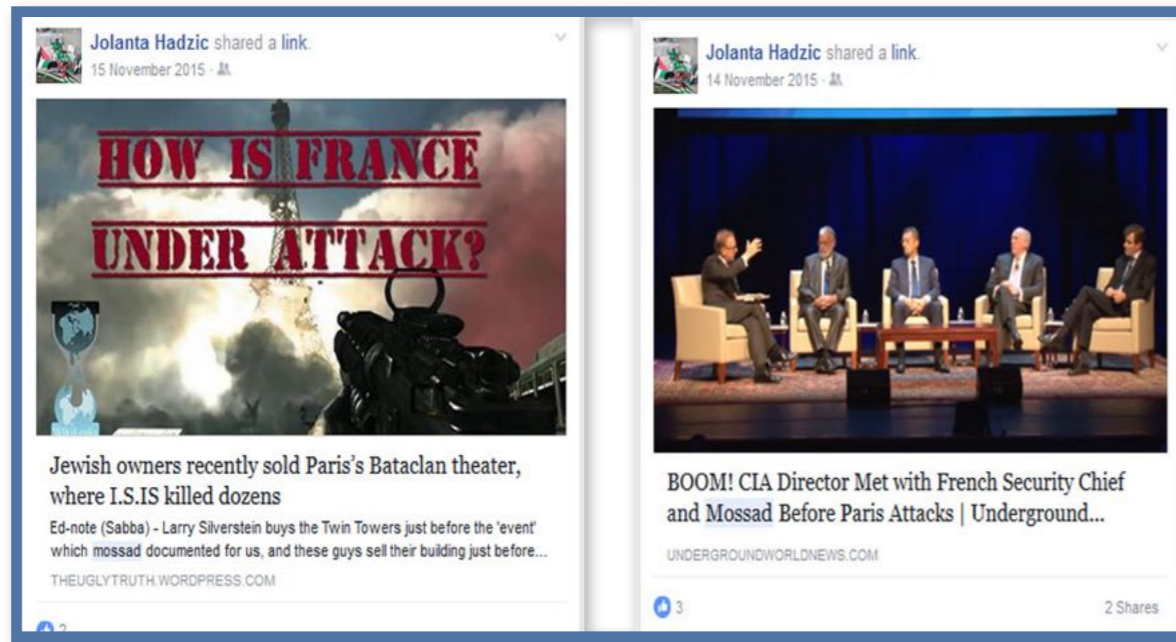 Jolanta Hadzic shared a link.
15 November 2015
HOW IS FRANCE
UNDER ATTACK?
Jewish owners recently sold Paris's Bataclan theater,
where I.S.IS killed dozens
Ed-note (Sabba) - Larry Silverstein buys the Twin Towers just before the 'event'
which mossad documented for us, and these guys sell their building just before...
THEUGLYTRUTH.WORDPRESS.COM
Jolanta Hadzic shared a link.
14 November 2015
BOOM! CIA Director Met with French Security Chief
and Mossad Before Paris Attacks | Underground...
UNDERGROUNDWORLDNEWS.COM
3
2 Shares